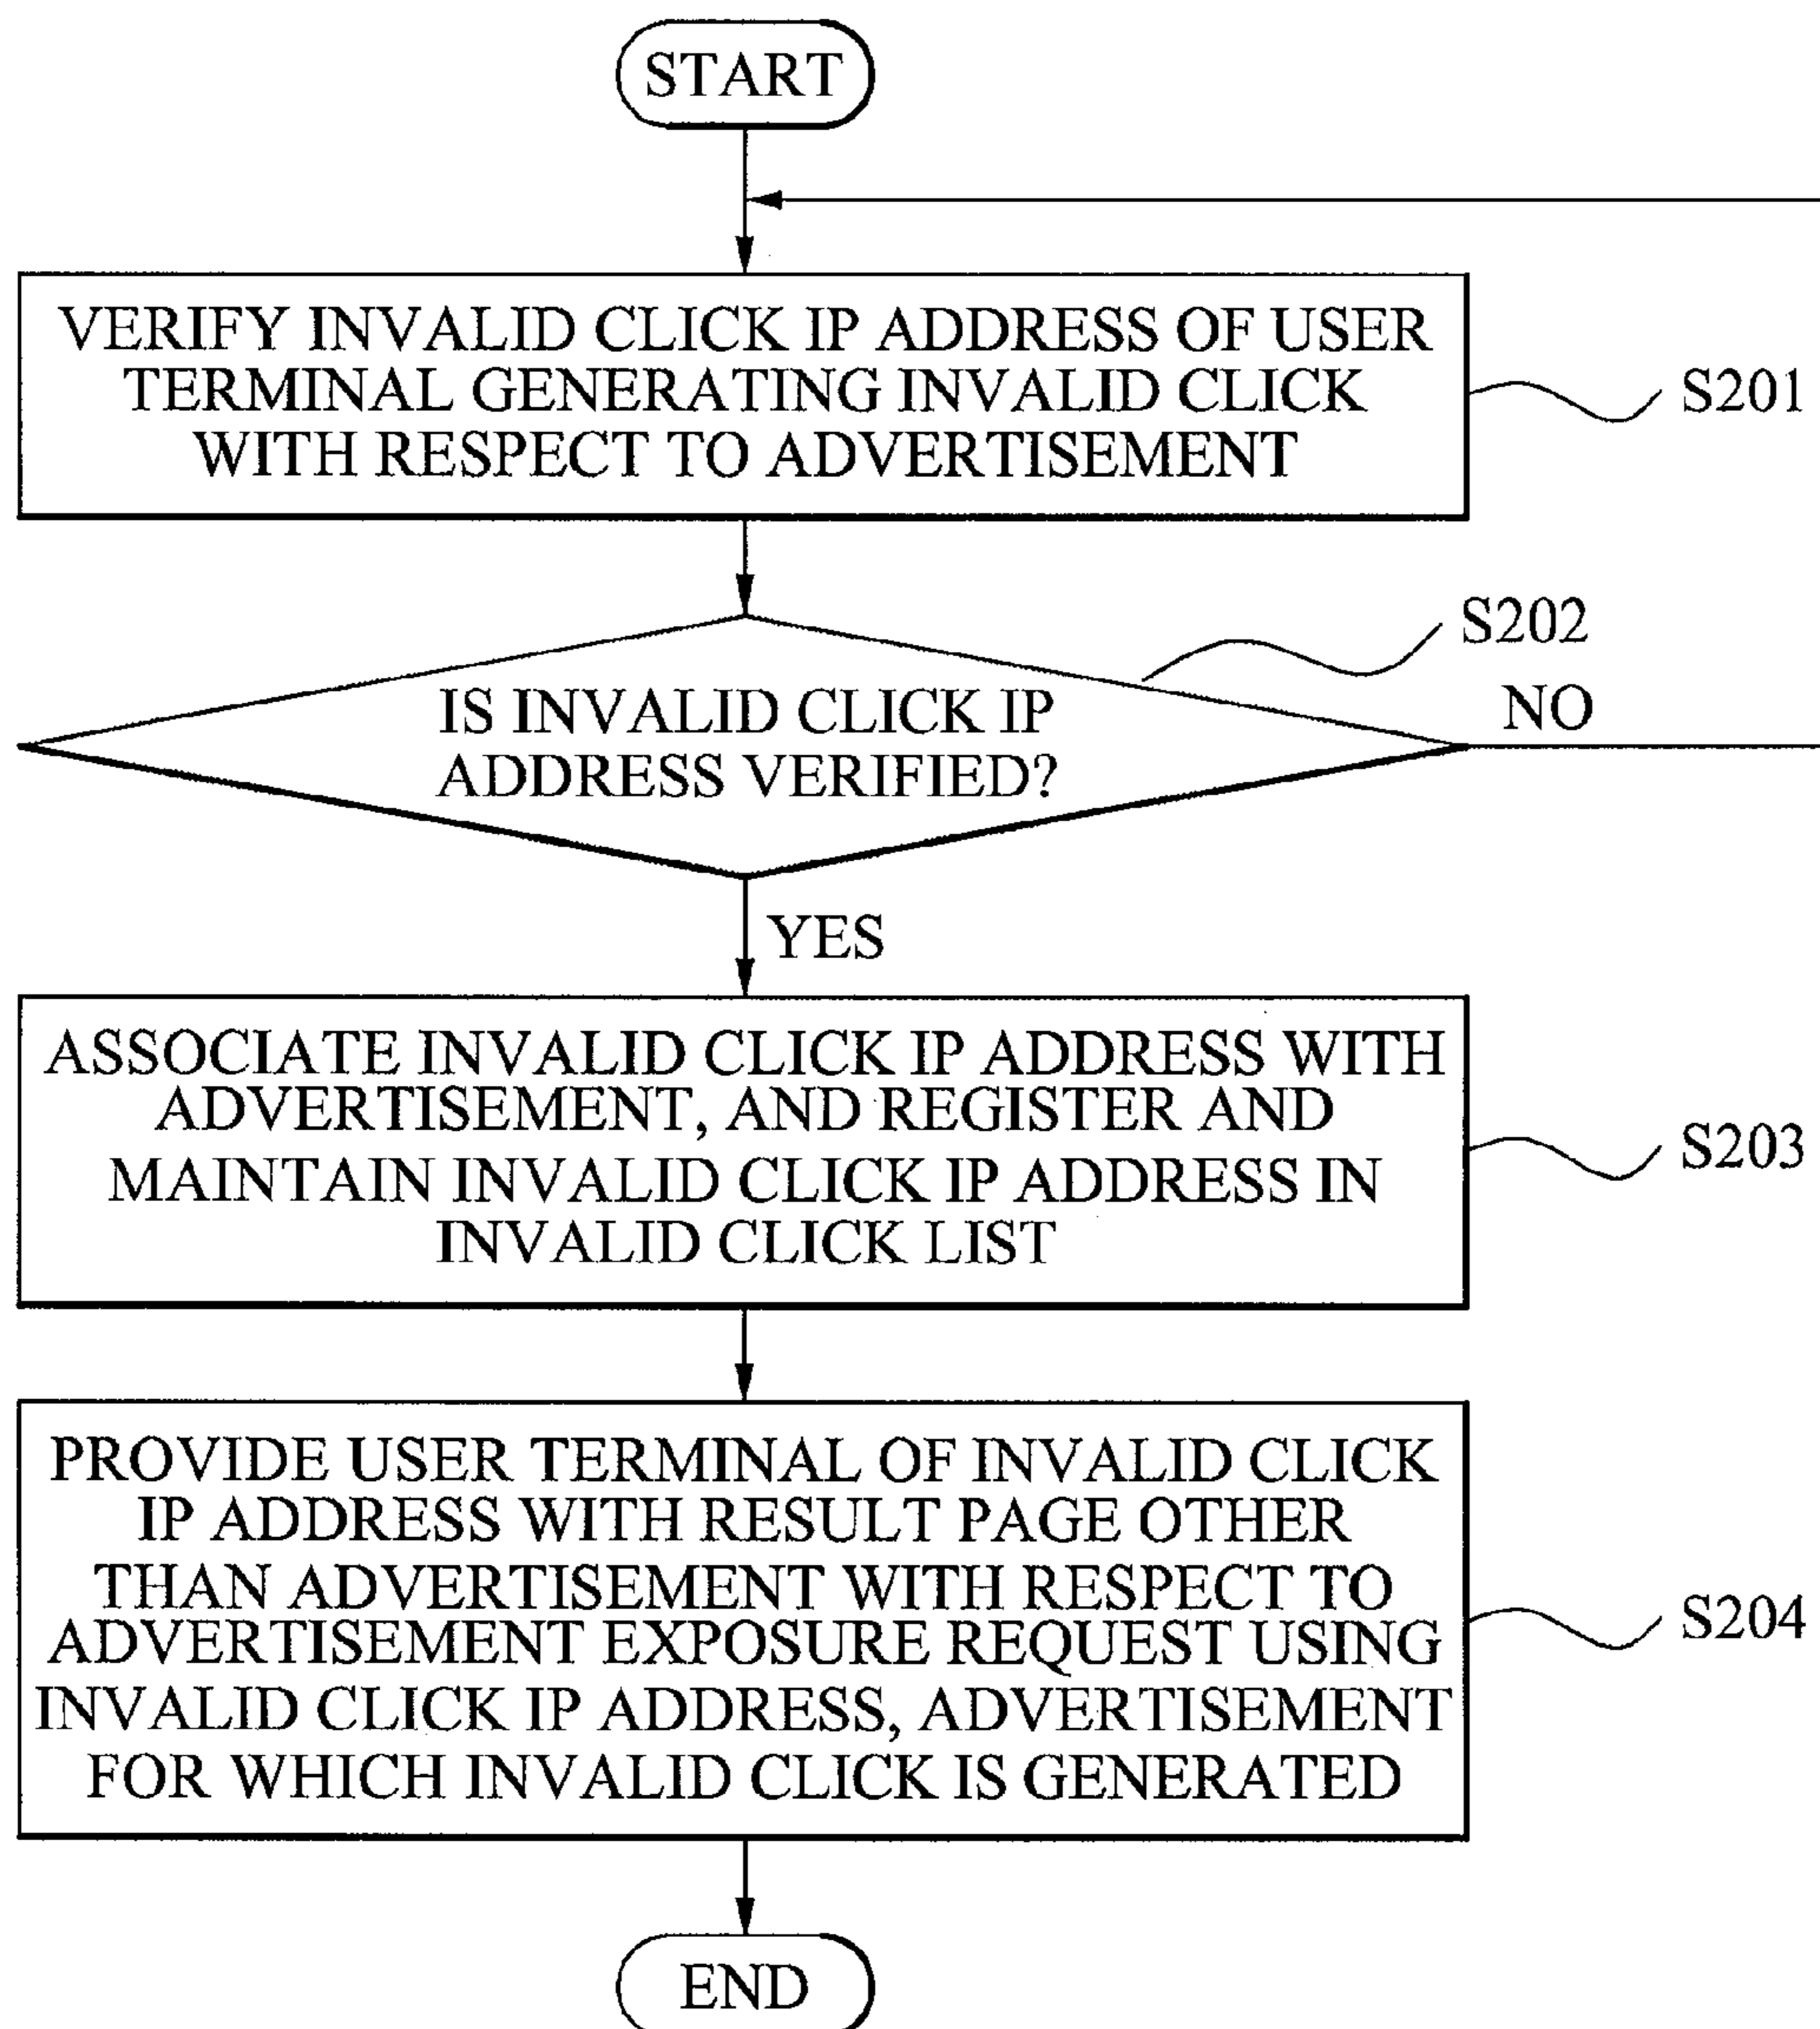 START
VERIFY INVALID CLICK IP ADDRESS OF USER
TERMINAL GENERATING INVALID CLICK
WITH RESPECT TO ADVERTISEMENT
S201
S202
IS INVALID CLICK IP
ADDRESS VERIFIED?
NO
YES
ASSOCIATE INVALID CLICK IP ADDRESS WITH
ADVERTISEMENT, AND REGISTER AND
MAINTAIN INVALID CLICK IP ADDRESS IN
INVALID CLICK LIST
S203
PROVIDE USER TERMINAL OF INVALID CLICK
IP ADDRESS WITH RESULT PAGE OTHER
THAN ADVERTISEMENT WITH RESPECT TO
ADVERTISEMENT EXPOSURE REQUEST USING
INVALID CLICK IP ADDRESS, ADVERTISEMENT
FOR WHICH INVALID CLICK IS GENERATED
S204
END